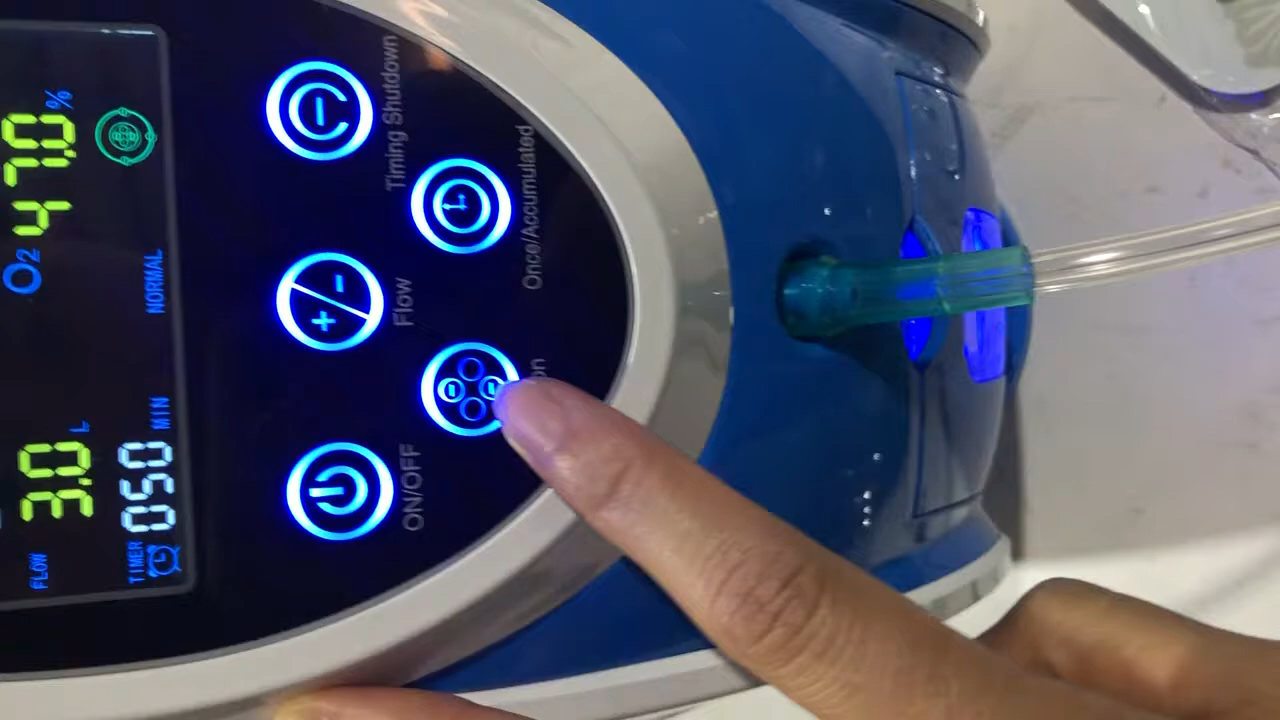 FLOW 3.0 L O2 47.0 %
TIMER 050 MIN NORMAL
ON/OFF Flow Timing Shutdown
Once/Accumulated